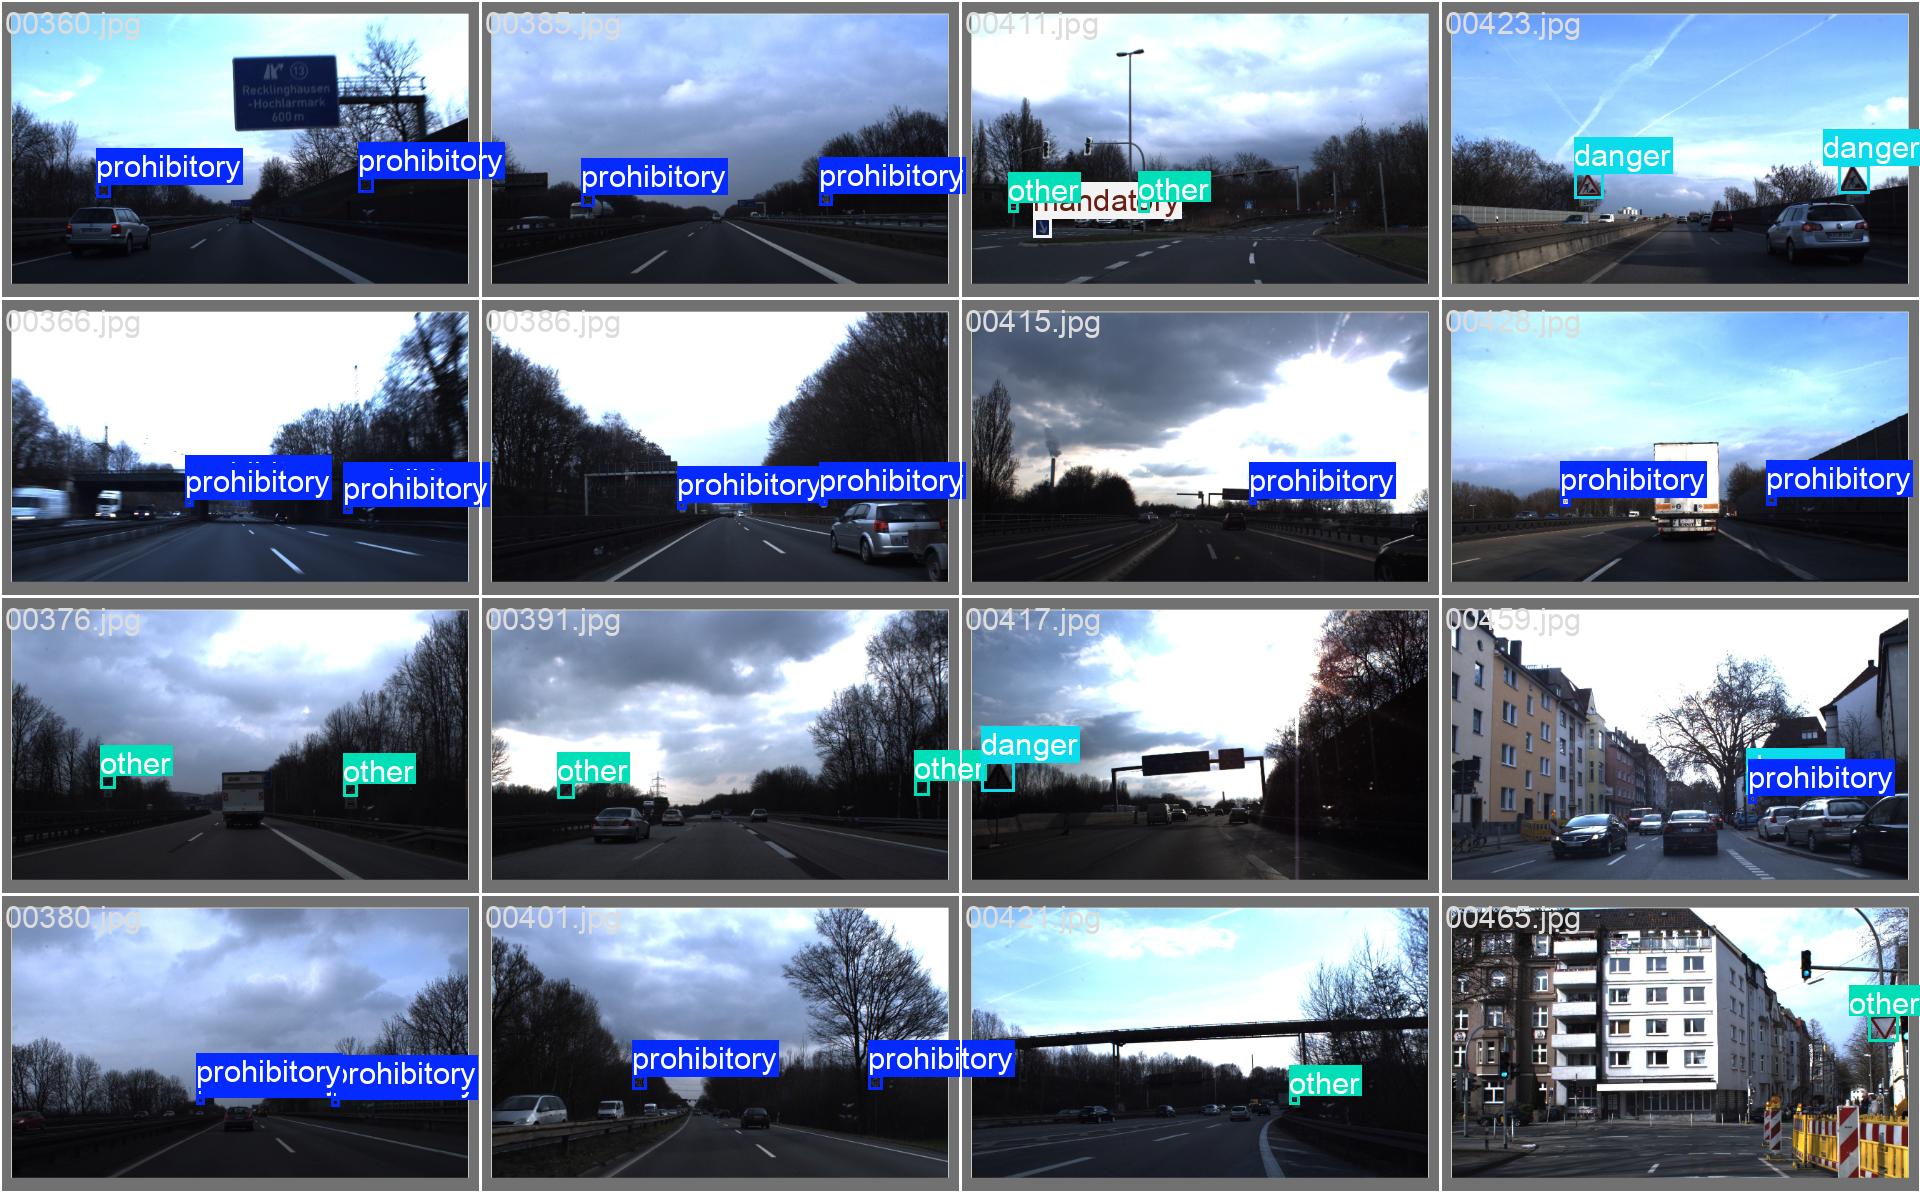 00360.jpg
13
Recklinghausen
-Hochlarmark
600 m
prohibitory
prohibitory
00385.jpg
prohibitory
prohibitory
00411.jpg
other
other
mandatory
00423.jpg
danger
danger
00366.jpg
prohibitory
prohibitory
00386.jpg
prohibitory
prohibitory
00415.jpg
prohibitory
00428.jpg
prohibitory
prohibitory
00376.jpg
other
other
00391.jpg
other
other
00417.jpg
danger
00459.jpg
prohibitory
00380.jpg
prohibitory
prohibitory
00401.jpg
prohibitory
prohibitory
00421.jpg
other
00465.jpg
other